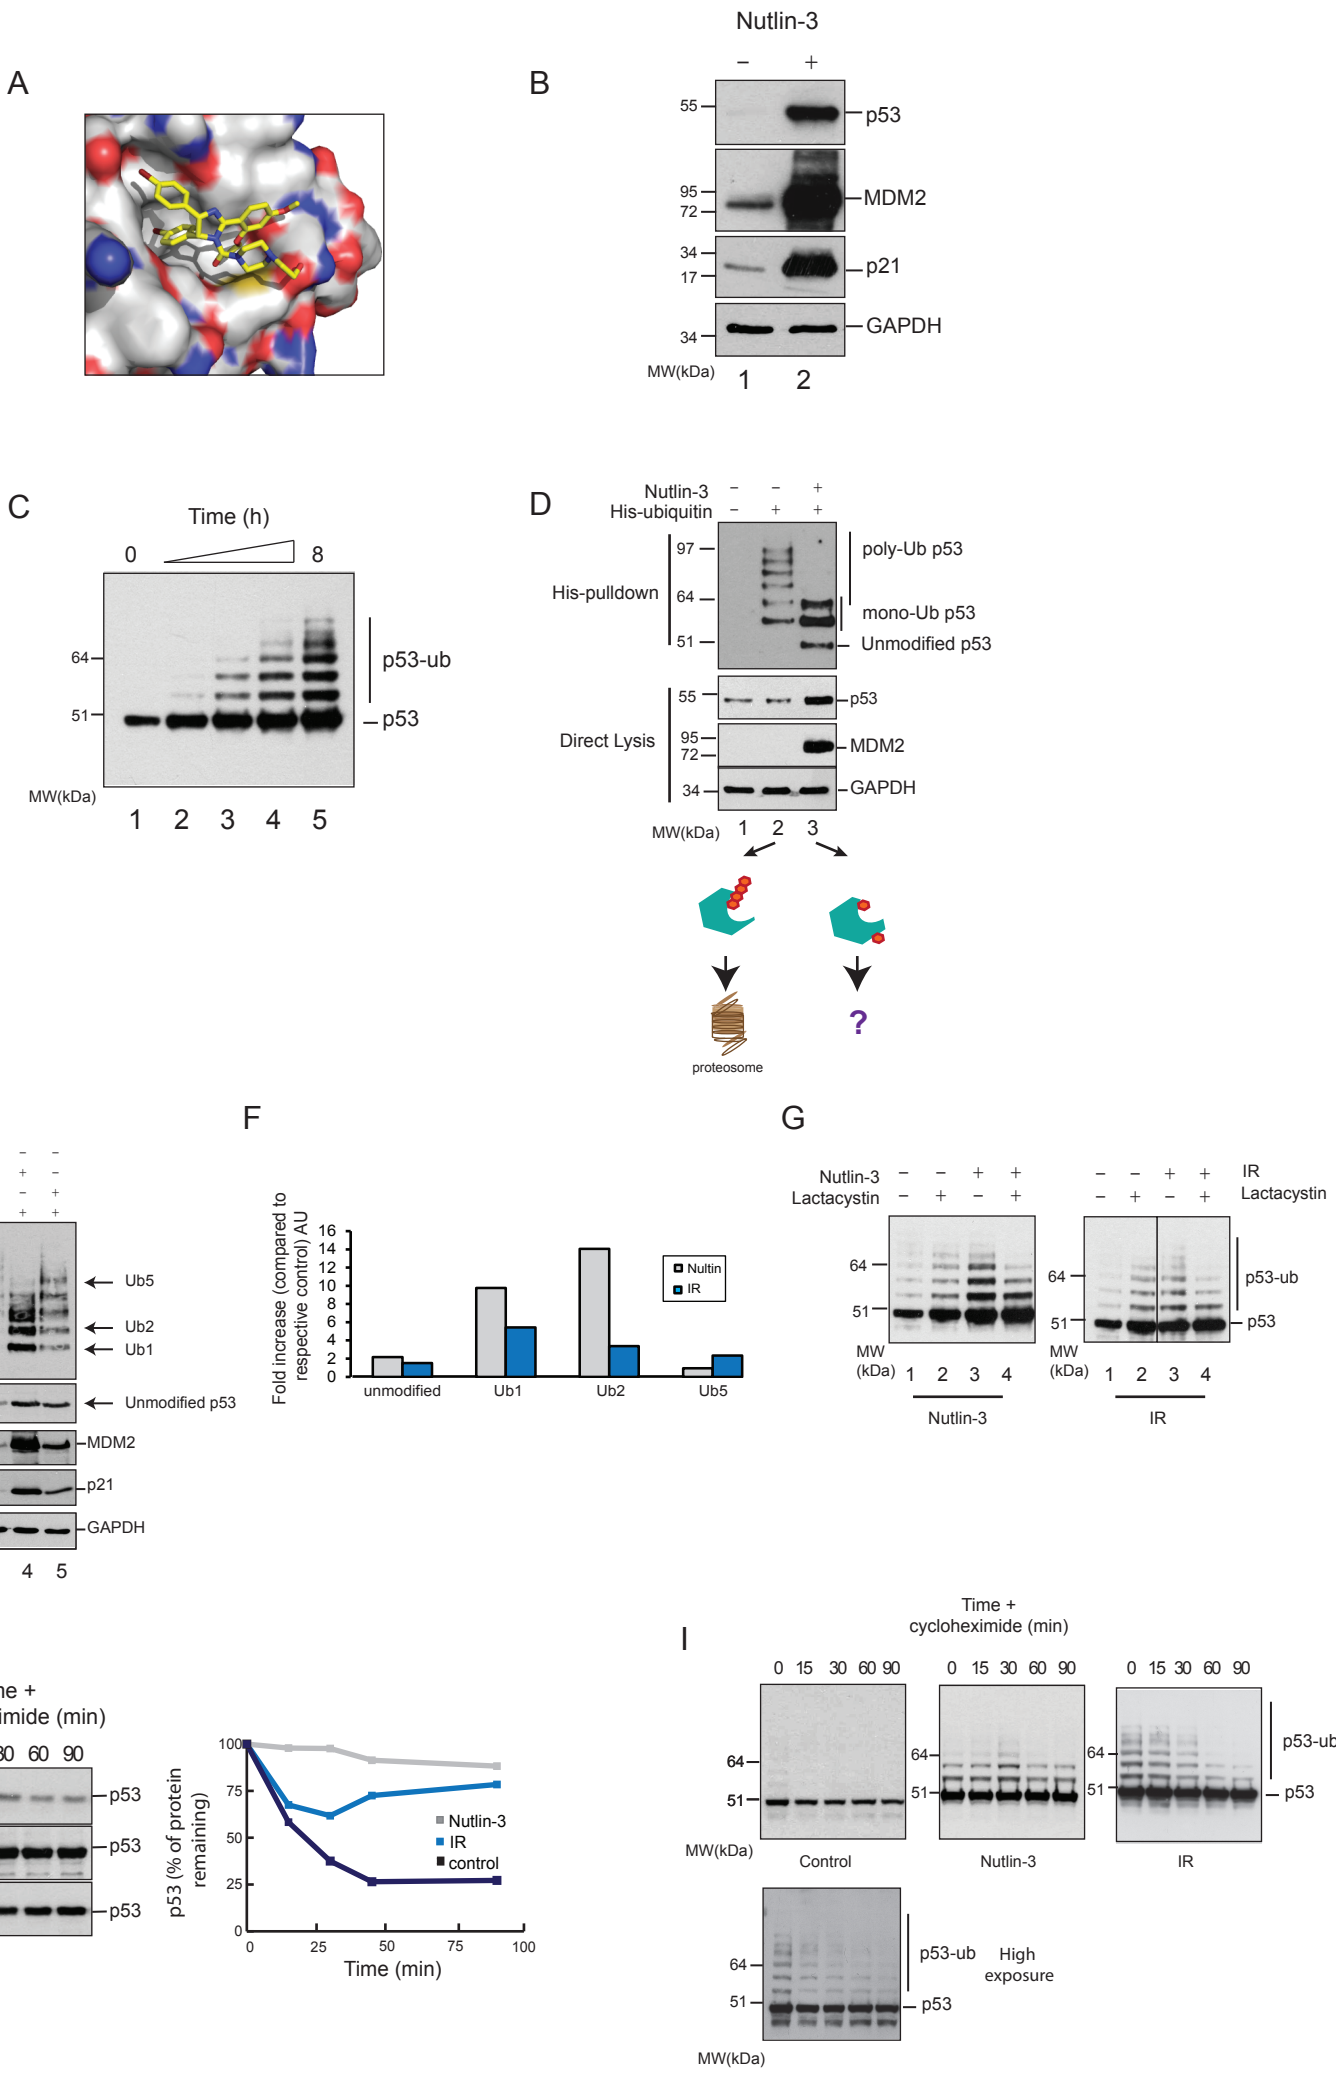 Nutlin-3
A
B
− +
55
p53
95
72
MDM2
34
17
p21
34
GAPDH
MW(kDa) 1 2
C
Time (h)
0 8
64
p53-ub
51
p53
MW(kDa)
1 2 3 4 5
D
Nutlin-3 − − +
His-ubiquitin − + +
97
poly-Ub p53
His-pulldown
64
mono-Ub p53
51
Unmodified p53
55
p53
Direct Lysis
95
72
MDM2
34
GAPDH
MW(kDa) 1 2 3
?
proteosome
F
G
− −
+ −
− +
+ +
Ub5
Ub2
Ub1
Unmodified p53
MDM2
p21
GAPDH
4 5
Fold increase (compared to
respective control) AU
16
14
12
10
8
6
4
2
0
Nultin
IR
unmodified Ub1 Ub2 Ub5
Nutlin-3 − − + +
Lactacystin − + − +
− − + + IR
− + − + Lactacystin
64
51
64
51
p53-ub
p53
MW
(kDa) 1 2 3 4
MW
(kDa) 1 2 3 4
Nutlin-3
IR
I
Time +
cycloheximide (min)
0 15 30 60 90
0 15 30 60 90
0 15 30 60 90
64
51
64
51
64
51
p53-ub
p53
MW(kDa)
Control
Nutlin-3
IR
me +
imide (min)
30 60 90
p53
p53
p53
p53 (% of protein
remaining)
100
75
50
25
0
Nutlin-3
IR
control
0 25 50 75 100
Time (min)
64
51
p53-ub
p53
High
exposure
MW(kDa)